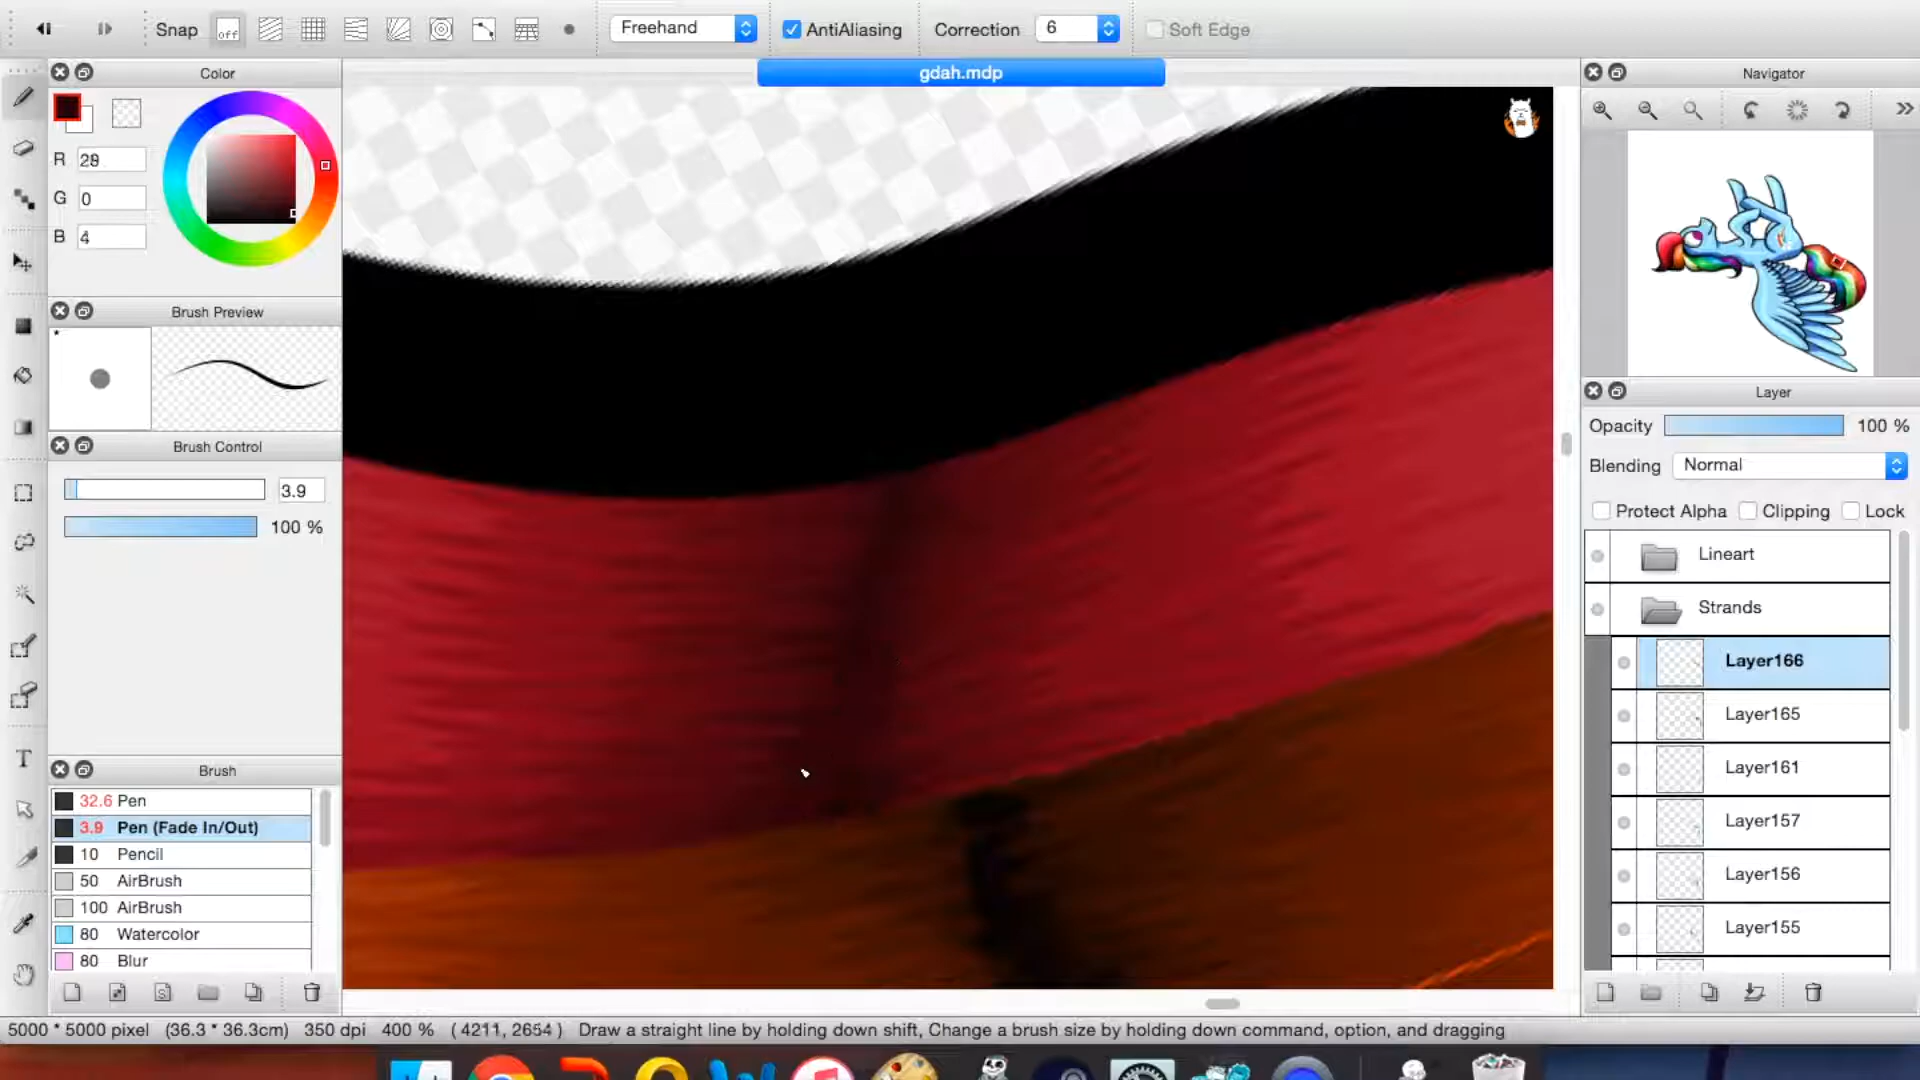 Snap
off
Freehand
AntiAliasing
Correction
6
Soft Edge
Color
gdah.mdp
Navigator
R 28
G 0
B 4
Brush Preview
Brush Control
3.9
100 %
Brush
32.6 Pen
3.9 Pen (Fade In/Out)
10 Pencil
50 AirBrush
100 AirBrush
80 Watercolor
80 Blur
Layer
Opacity
100 %
Blending
Normal
Protect Alpha
Clipping
Lock
Lineart
Strands
Layer166
Layer165
Layer161
Layer157
Layer156
Layer155
5000 * 5000 pixel (36.3 * 36.3cm) 350 dpi 400 % ( 4211, 2654 ) Draw a straight line by holding down shift, Change a brush size by holding down command, option, and dragging